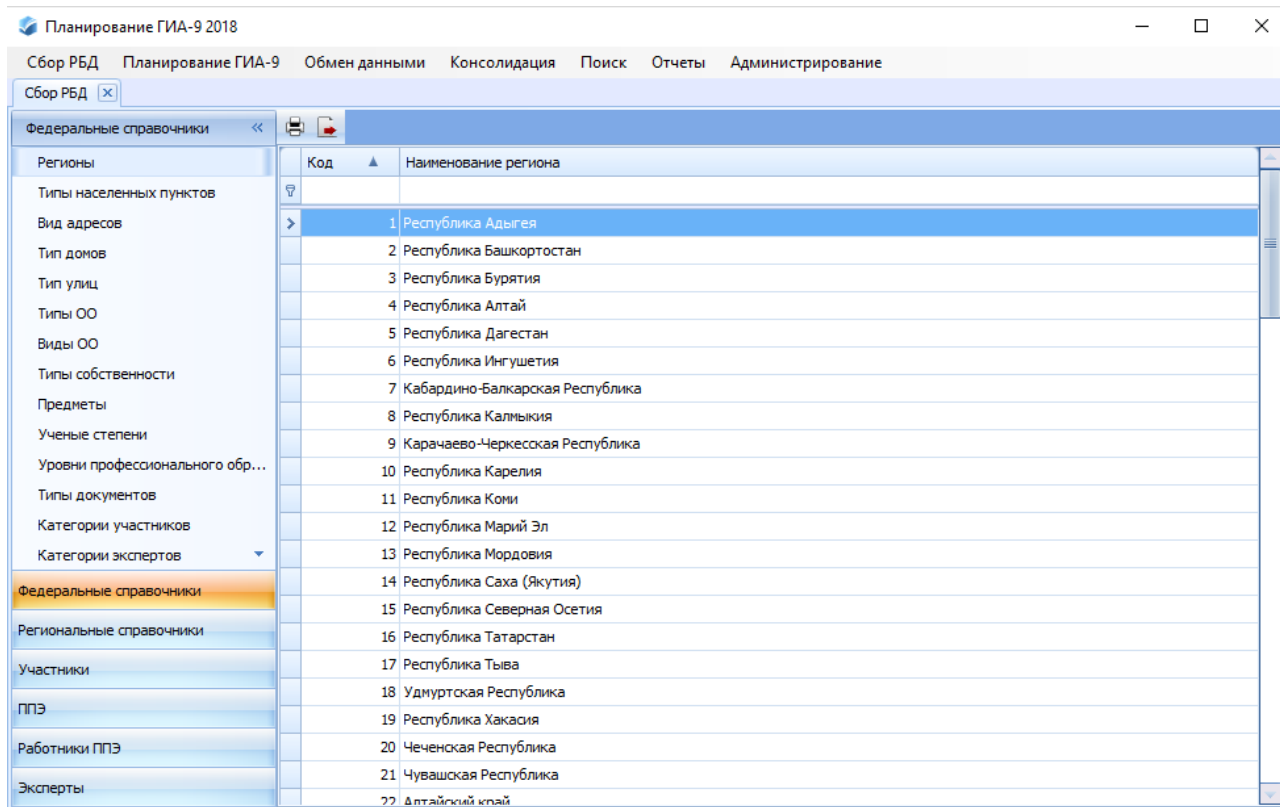 Планирование ГИА-9 2018
Сбор РБД Планирование ГИА-9 Обмен данными Консолидация Поиск Отчеты Администрирование
Сбор РБД
Федеральные справочники
Регионы
Типы населенных пунктов
Вид адресов
Тип домов
Тип улиц
Типы ОО
Виды ОО
Типы собственности
Предметы
Ученые степени
Уровни профессионального обр...
Типы документов
Категории участников
Категории экспертов
Федеральные справочники
Региональные справочники
Участники
ППЭ
Работники ППЭ
Эксперты
Код Наименование региона
1 Республика Адыгея
2 Республика Башкортостан
3 Республика Бурятия
4 Республика Алтай
5 Республика Дагестан
6 Республика Ингушетия
7 Кабардино-Балкарская Республика
8 Республика Калмыкия
9 Карачаево-Черкесская Республика
10 Республика Карелия
11 Республика Коми
12 Республика Марий Эл
13 Республика Мордовия
14 Республика Саха (Якутия)
15 Республика Северная Осетия
16 Республика Татарстан
17 Республика Тыва
18 Удмуртская Республика
19 Республика Хакасия
20 Чеченская Республика
21 Чувашская Республика
22 Алтайский край